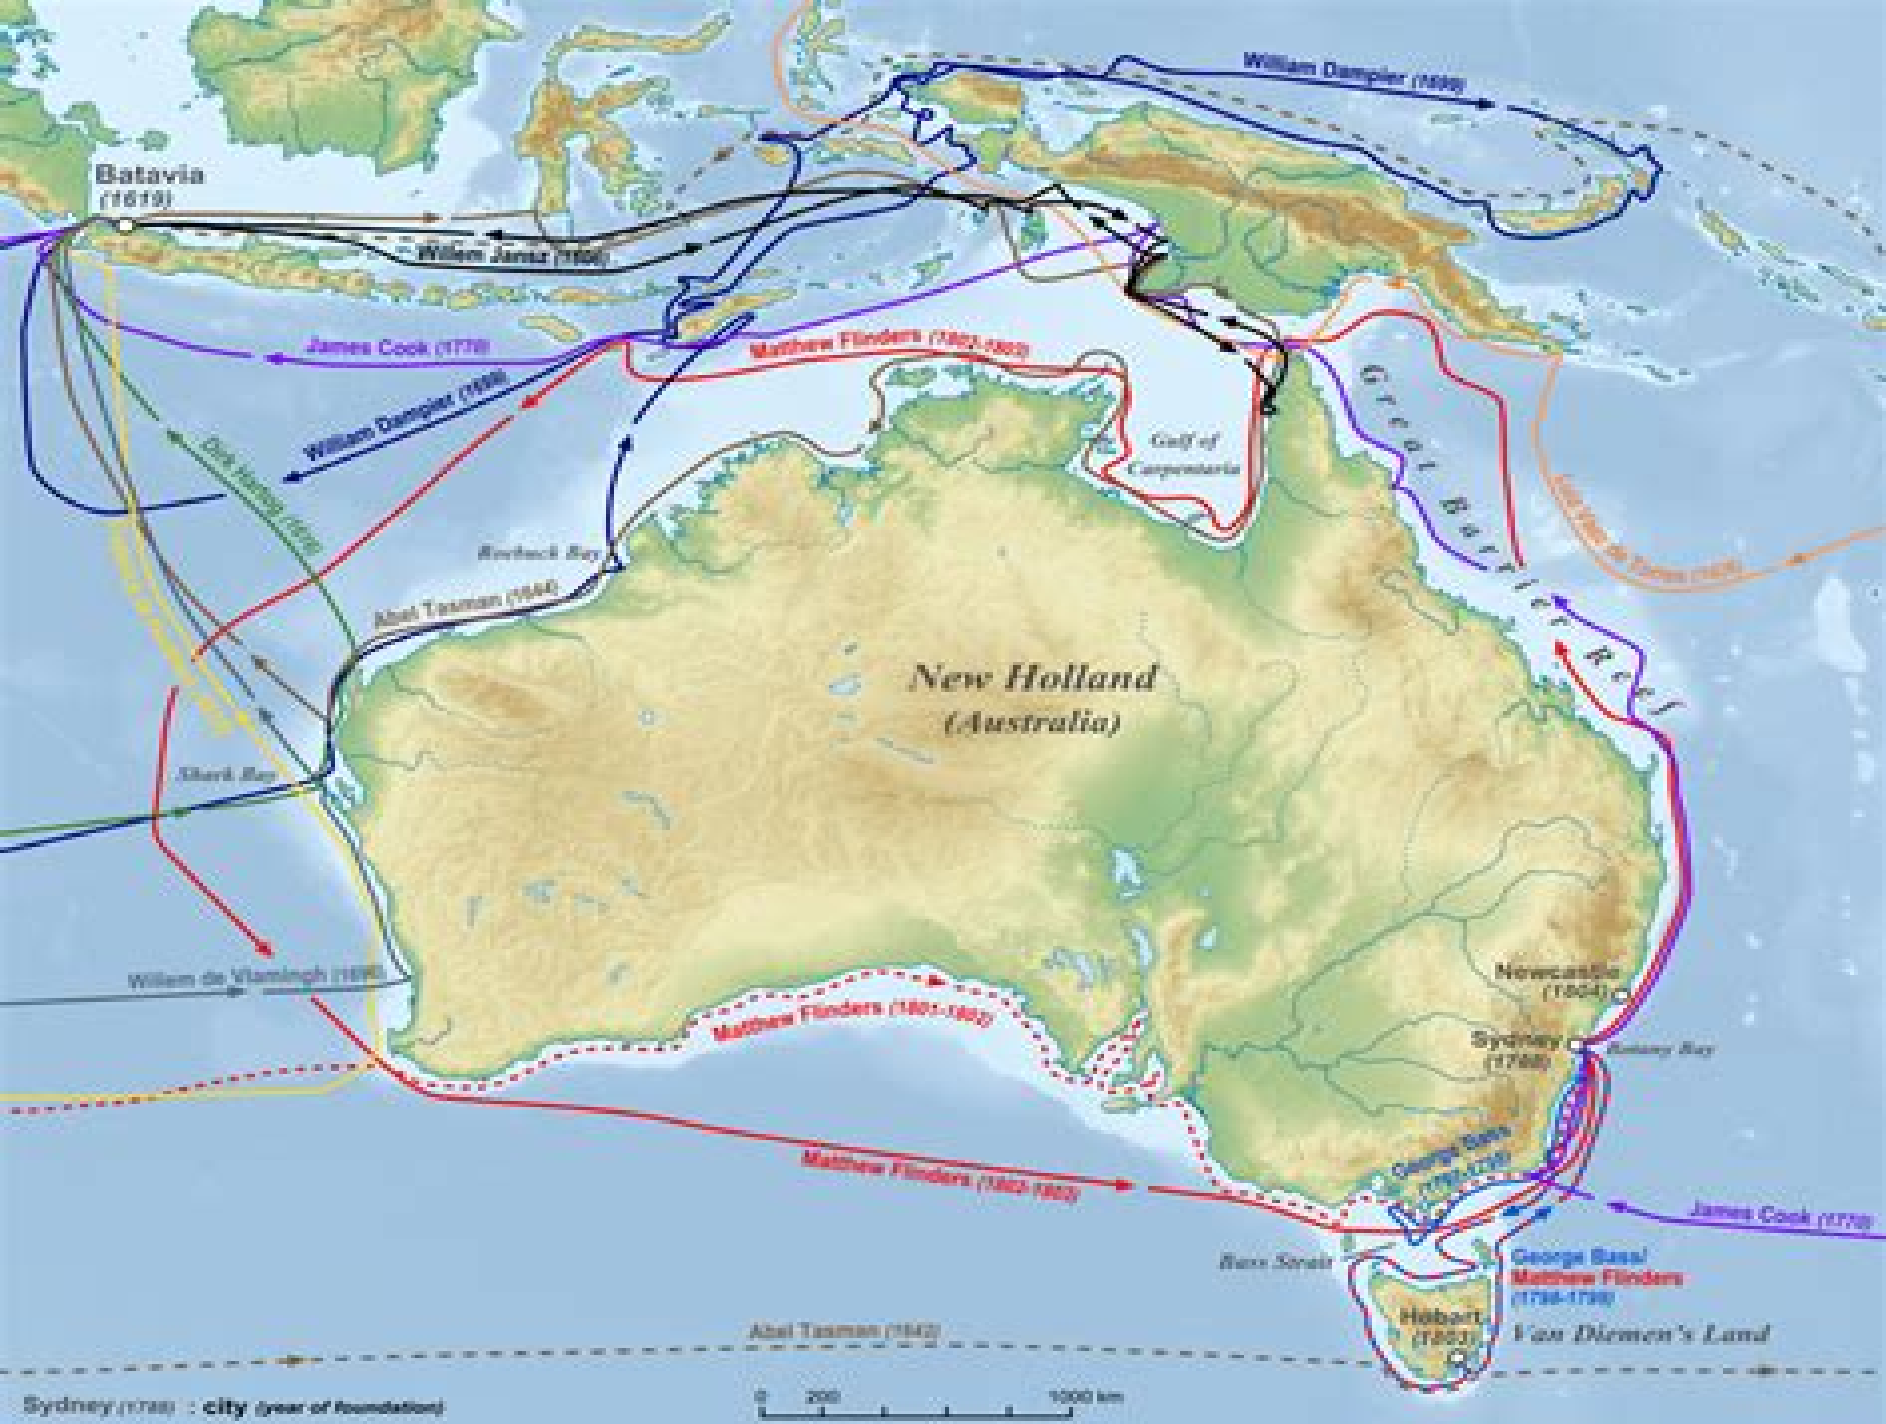 William Dampier (1699)
Batavia
(1619)
Willem Jansz (1606)
James Cook (1770)
Matthew Flinders (1802-1803)
William Dampier (1699)
Dirk Hartog (1616)
Great Barrier Reef
Gulf of
Carpentaria
Roebuck Bay
Abel Tasman (1644)
New Holland
(Australia)
Shark Bay
Willem de Vlamingh (1696)
Matthew Flinders (1801-1802)
Newcastle
(1804)
Sydney
(1788)
Botany Bay
George Bass
Matthew Flinders (1802-1803)
James Cook (1770)
Bass Strait
George Bass/
Matthew Flinders
(1798-1799)
Hobart
(1803)
Van Diemen's Land
Abel Tasman (1642)
0 200 1000 km
Sydney (1788) : city (year of foundation)